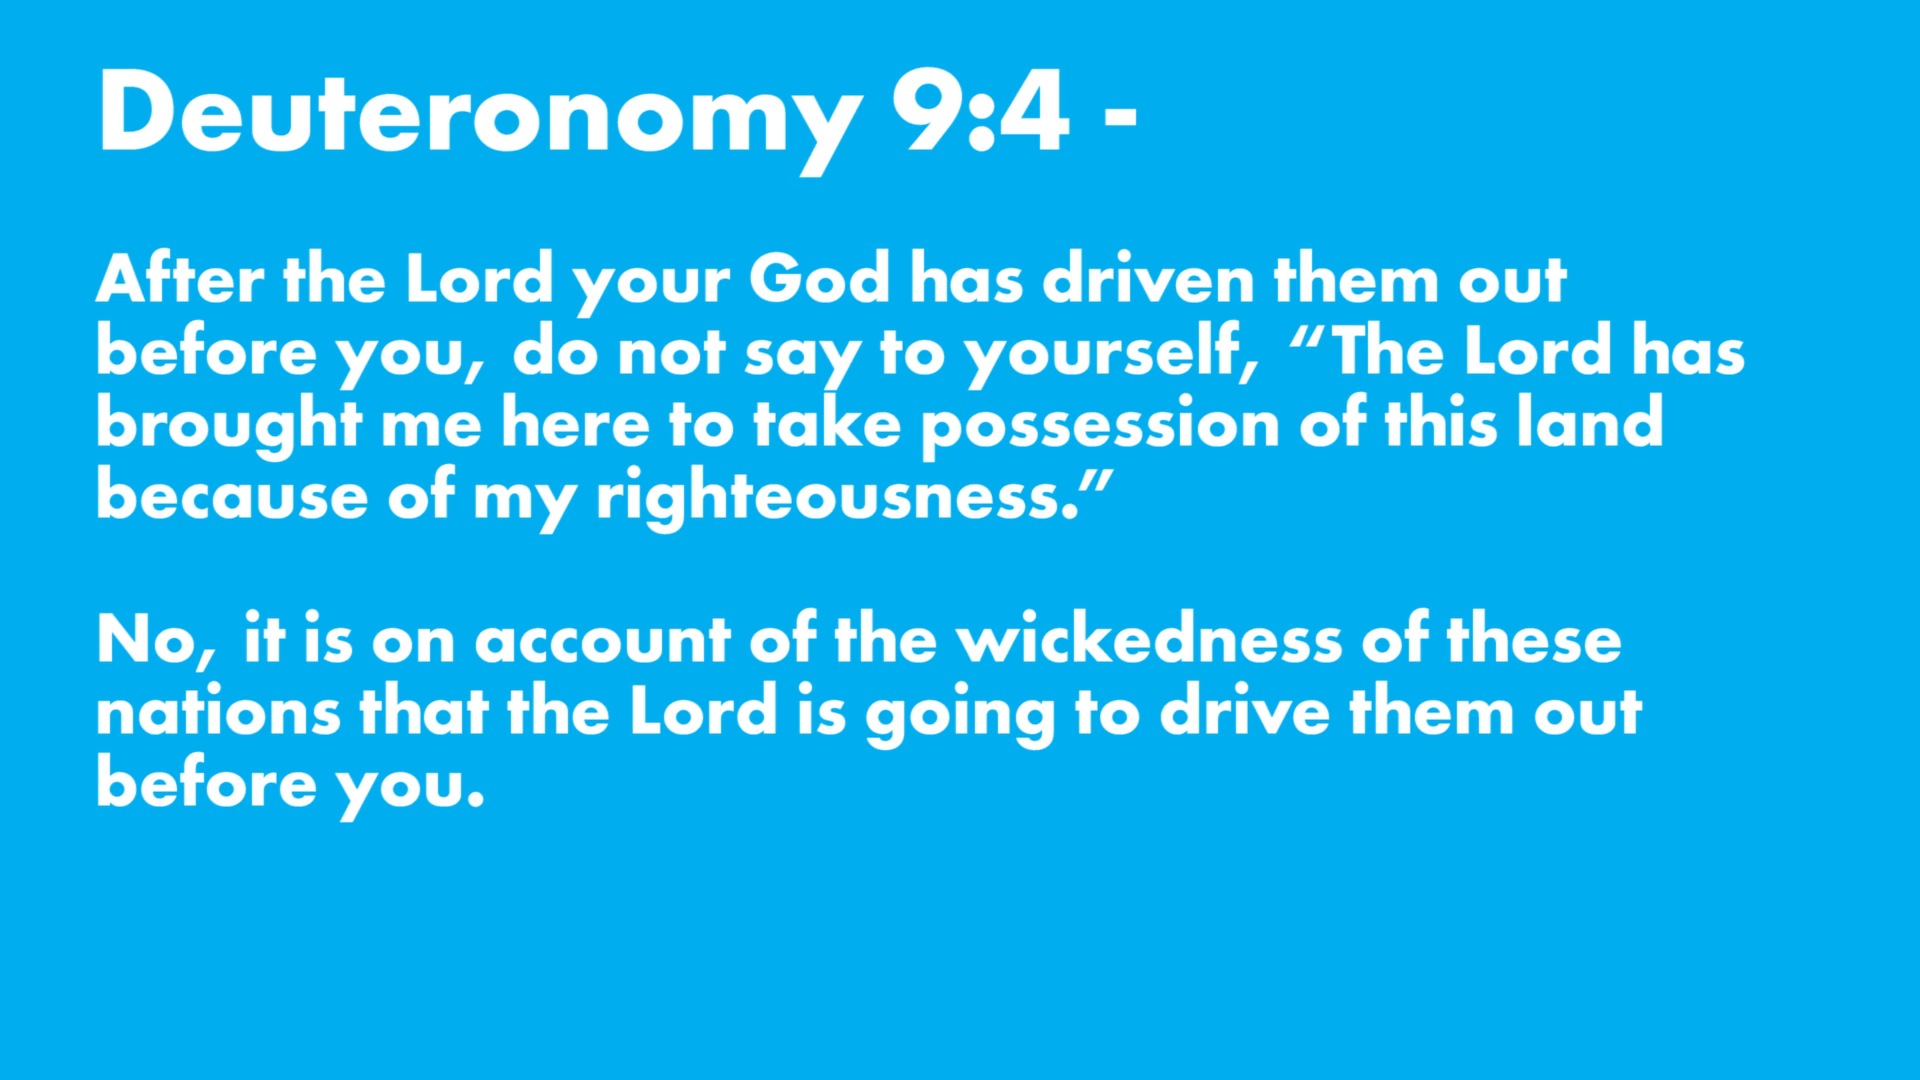 Deuteronomy 9:4 -
After the Lord your God has driven them out
before you, do not say to yourself, “The Lord has
brought me here to take possession of this land
because of my righteousness.”
No, it is on account of the wickedness of these
nations that the Lord is going to drive them out
before you.